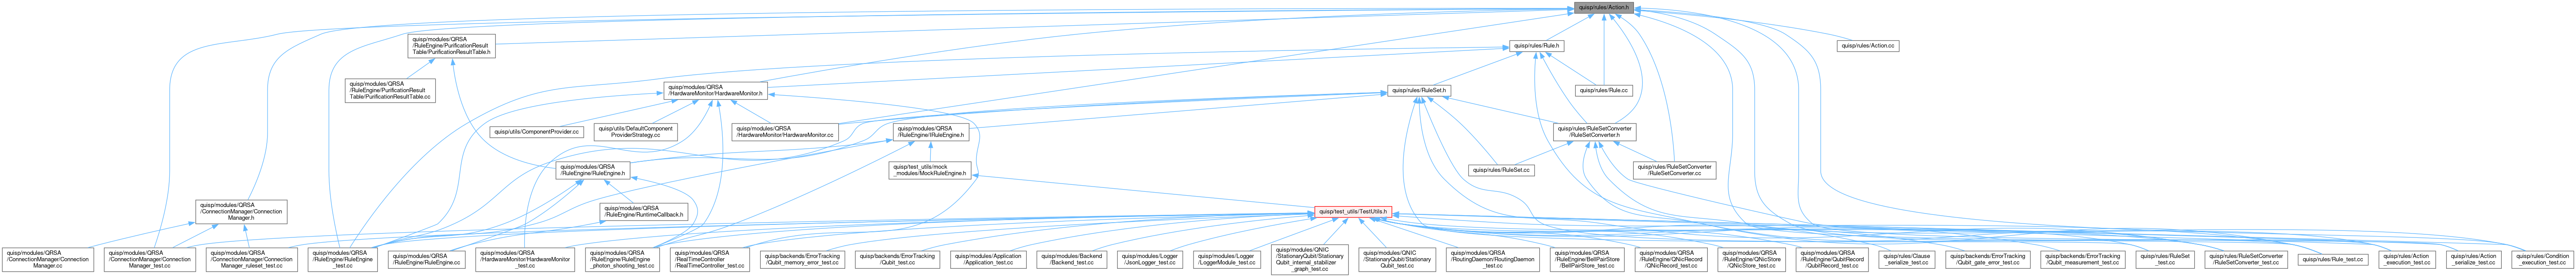 quisp/rules/Action.h
quisp/modules/QRSA
/RuleEngine/PurificationResult
Table/PurificationResultTable.h
quisp/rules/Rule.h
quisp/rules/Action.cc
quisp/modules/QRSA
/RuleEngine/PurificationResult
Table/PurificationResultTable.cc
quisp/modules/QRSA
/HardwareMonitor/HardwareMonitor.h
quisp/rules/RuleSet.h
quisp/rules/Rule.cc
quisp/utils/ComponentProvider.cc
quisp/utils/DefaultComponent
ProviderStrategy.cc
quisp/modules/QRSA
/HardwareMonitor/HardwareMonitor.cc
quisp/modules/QRSA
/RuleEngine/IRuleEngine.h
quisp/rules/RuleSetConverter
/RuleSetConverter.h
quisp/modules/QRSA
/RuleEngine/RuleEngine.h
quisp/test_utils/mock
_modules/MockRuleEngine.h
quisp/rules/RuleSet.cc
quisp/rules/RuleSetConverter
/RuleSetConverter.cc
quisp/modules/QRSA
/ConnectionManager/Connection
Manager.h
quisp/modules/QRSA
/RuleEngine/RuntimeCallback.h
quisp/test_utils/TestUtils.h
quisp/modules/QRSA
/ConnectionManager/Connection
Manager.cc
quisp/modules/QRSA
/ConnectionManager/Connection
Manager_test.cc
quisp/modules/QRSA
/ConnectionManager/Connection
Manager_ruleset_test.cc
quisp/modules/QRSA
/RuleEngine/RuleEngine
_test.cc
quisp/modules/QRSA
/RuleEngine/RuleEngine.cc
quisp/modules/QRSA
/HardwareMonitor/HardwareMonitor
_test.cc
quisp/modules/QRSA
/RuleEngine/RuleEngine
_photon_shooting_test.cc
quisp/modules/QRSA
/RealTimeController
/RealTimeController_test.cc
quisp/backends/ErrorTracking
/Qubit_memory_error_test.cc
quisp/backends/ErrorTracking
/Qubit_test.cc
quisp/modules/Application
/Application_test.cc
quisp/modules/Backend
/Backend_test.cc
quisp/modules/Logger
/JsonLogger_test.cc
quisp/modules/Logger
/LoggerModule_test.cc
quisp/modules/QNIC
/StationaryQubit/Stationary
Qubit_internal_stabilizer
_graph_test.cc
quisp/modules/QNIC
/StationaryQubit/Stationary
Qubit_test.cc
quisp/modules/QRSA
/RoutingDaemon/RoutingDaemon
_test.cc
quisp/modules/QRSA
/RuleEngine/BellPairStore
/BellPairStore_test.cc
quisp/modules/QRSA
/RuleEngine/QNicRecord
/QNicRecord_test.cc
quisp/modules/QRSA
/RuleEngine/QNicStore
/QNicStore_test.cc
quisp/modules/QRSA
/RuleEngine/QubitRecord
/QubitRecord_test.cc
quisp/rules/Clause
_serialize_test.cc
quisp/backends/ErrorTracking
/Qubit_gate_error_test.cc
quisp/backends/ErrorTracking
/Qubit_measurement_test.cc
quisp/rules/RuleSet
_test.cc
quisp/rules/RuleSetConverter
/RuleSetConverter_test.cc
quisp/rules/Rule_test.cc
quisp/rules/Action
_execution_test.cc
quisp/rules/Action
_serialize_test.cc
quisp/rules/Condition
_execution_test.cc